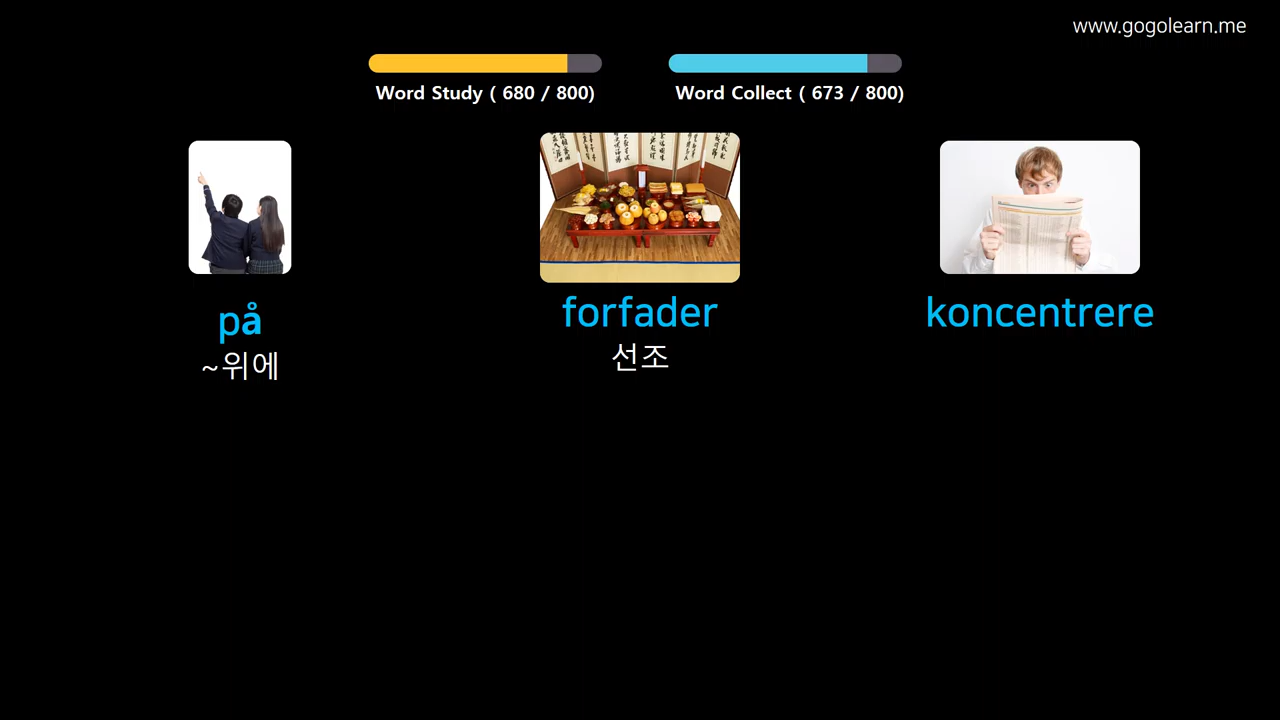 www.gogolearn.me
Word Study ( 680 / 800)
Word Collect ( 673 / 800)
på
forfader
koncentrere
~위에
선조